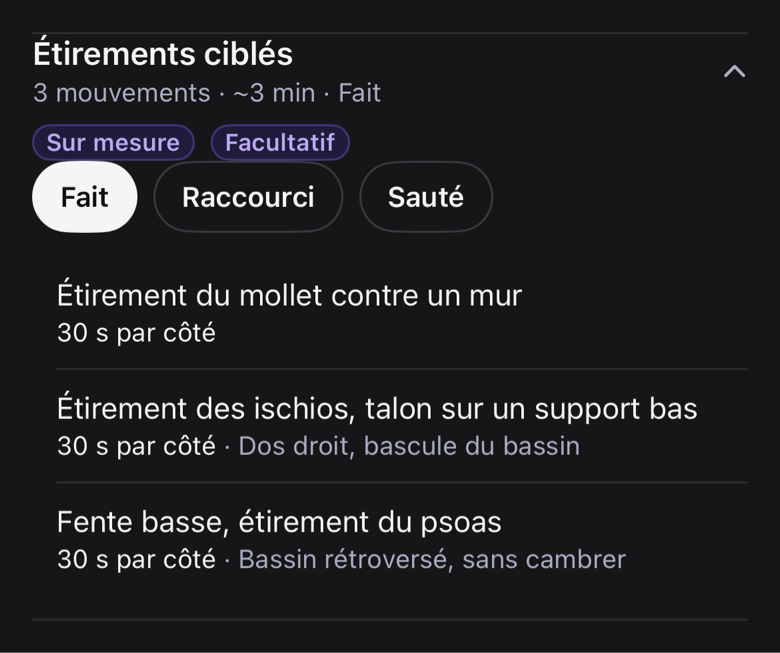 Étirements ciblés
3 mouvements · ~3 min · Fait
Sur mesure Facultatif
Fait Raccourci Sauté
Étirement du mollet contre un mur
30 s par côté
Étirement des ischios, talon sur un support bas
30 s par côté · Dos droit, bascule du bassin
Fente basse, étirement du psoas
30 s par côté · Bassin rétroversé, sans cambrer